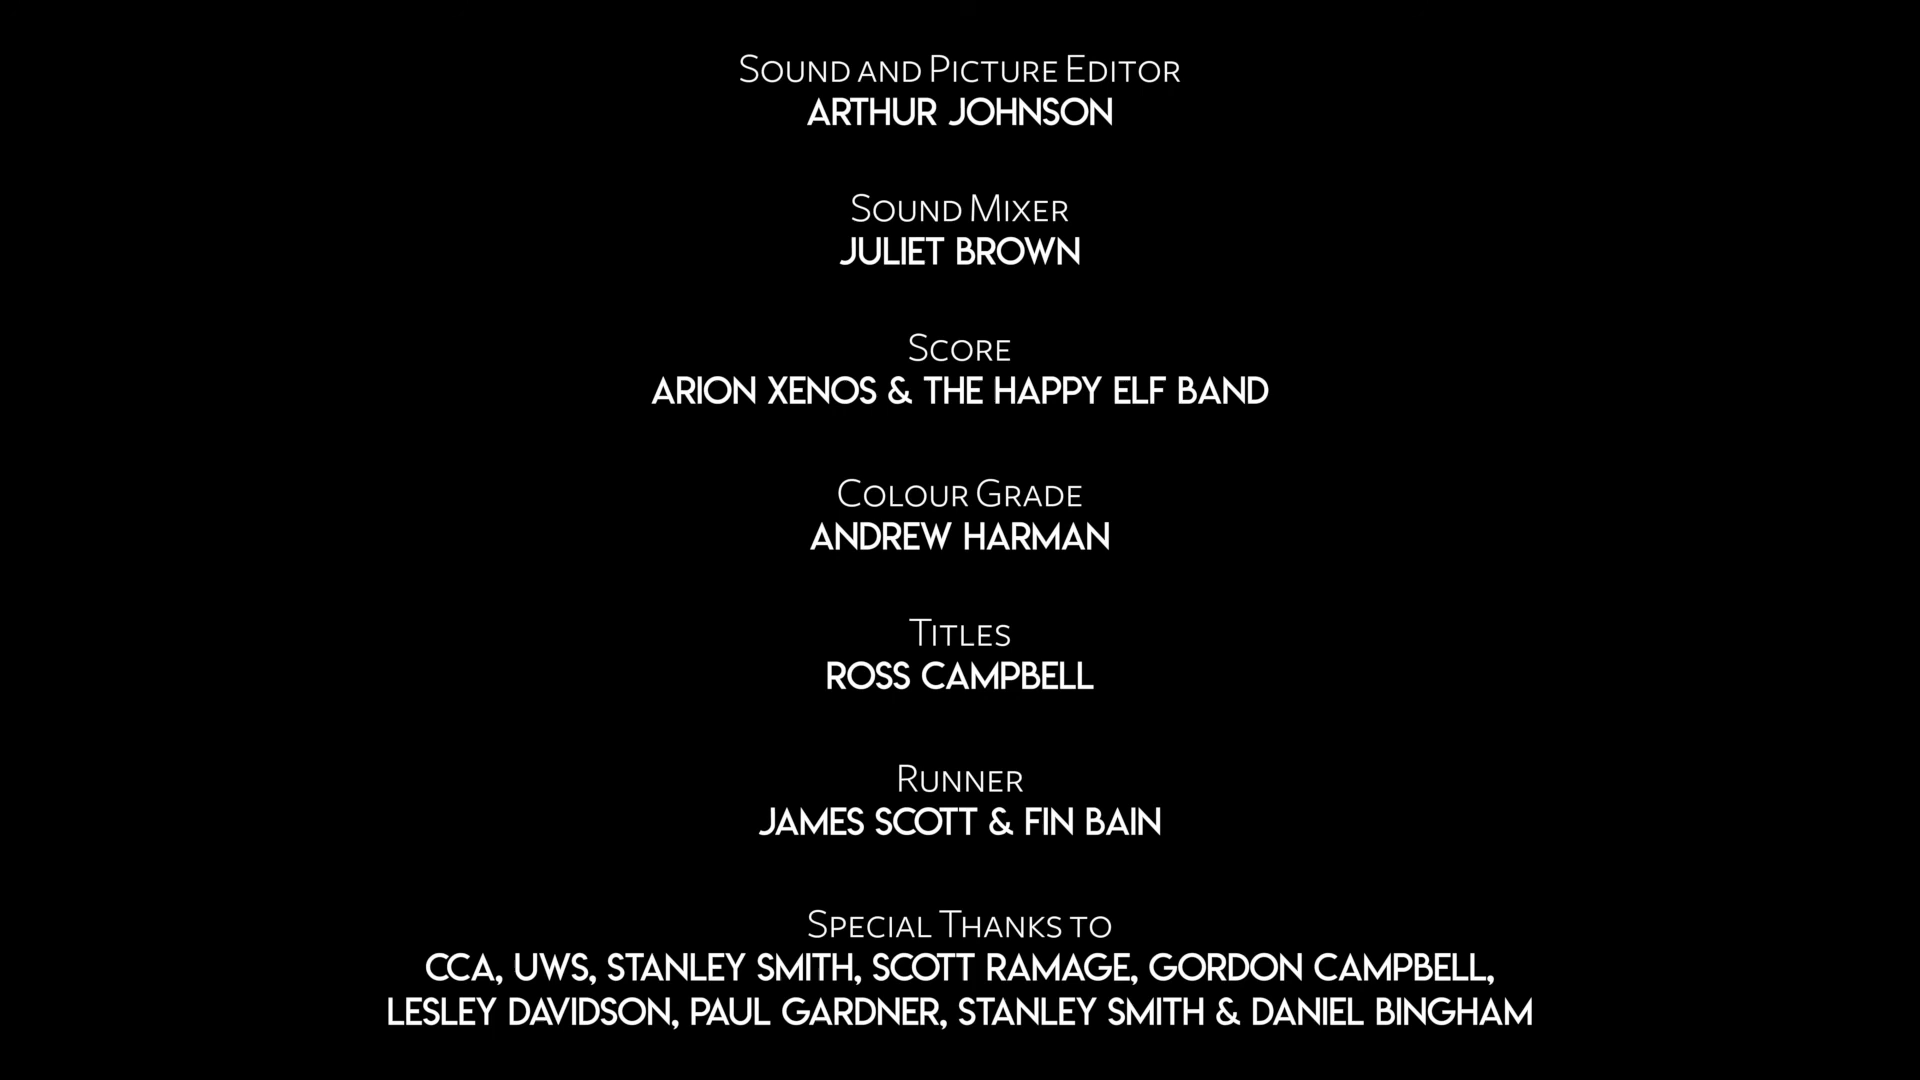 Sound and Picture Editor
ARTHUR JOHNSON
Sound Mixer
JULIET BROWN
Score
ARION XENOS & THE HAPPY ELF BAND
Colour Grade
ANDREW HARMAN
Titles
ROSS CAMPBELL
Runner
JAMES SCOTT & FIN BAIN
Special Thanks to
CCA, UWS, STANLEY SMITH, SCOTT RAMAGE, GORDON CAMPBELL,
LESLEY DAVIDSON, PAUL GARDNER, STANLEY SMITH & DANIEL BINGHAM